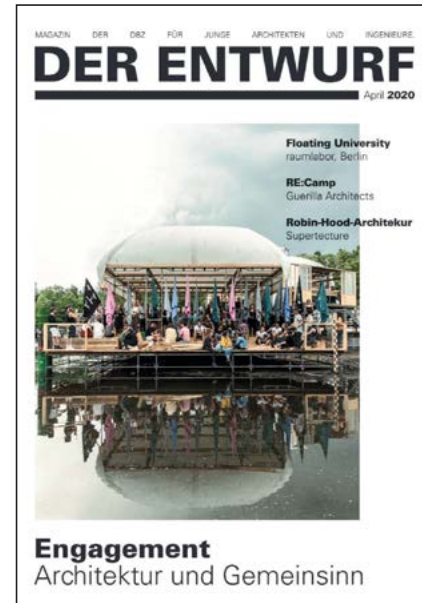 MAGAZIN DER DBZ FÜR JUNGE ARCHITEKTEN UND INGENIEURE.
DER ENTWURF
April 2020
Floating University
raumlabor, Berlin
RE:Camp
Guerilla Architects
Robin-Hood-Architekur
Supertecture
Engagement
Architektur und Gemeinsinn